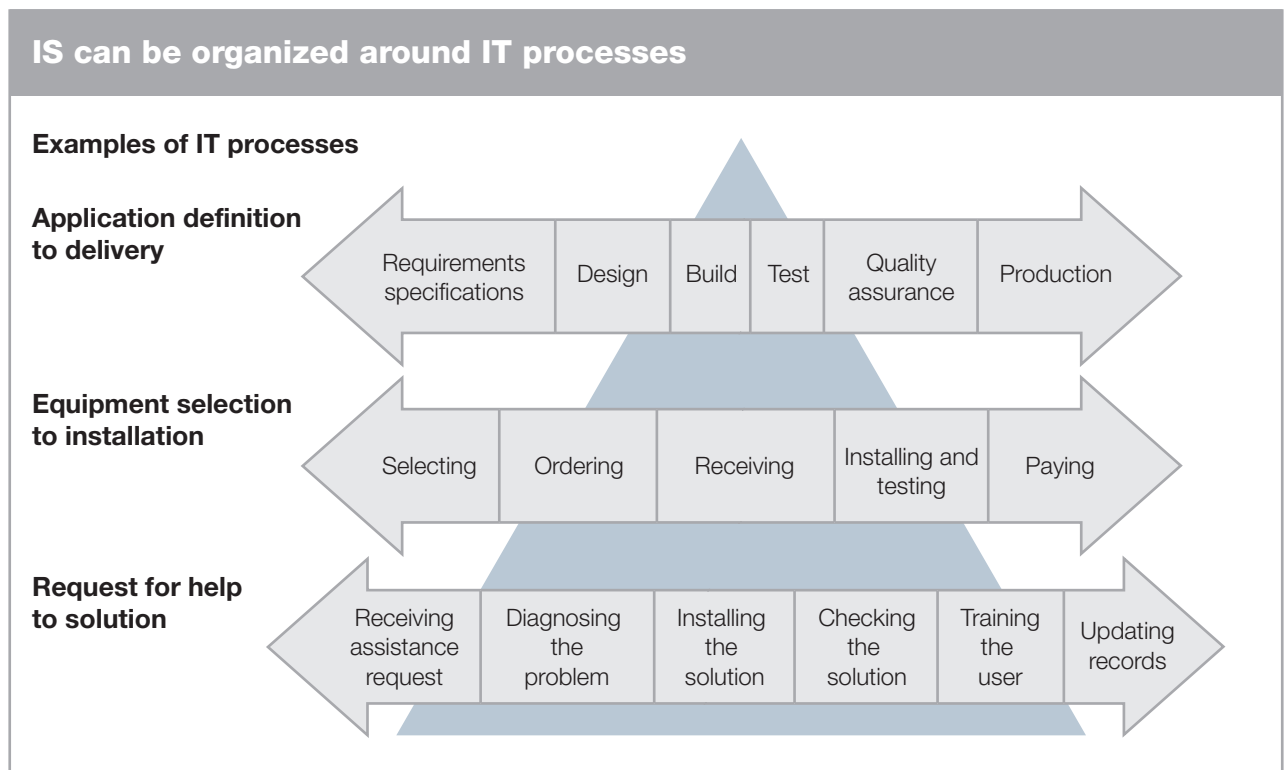 IS can be organized around IT processes
Examples of IT processes
Application definition
to delivery
Requirements
specifications
Design
Build
Test
Quality
assurance
Production
Equipment selection
to installation
Selecting
Ordering
Receiving
Installing and
testing
Paying
Request for help
to solution
Receiving
assistance
request
Diagnosing
the
problem
Installing
the
solution
Checking
the
solution
Training
the
user
Updating
records